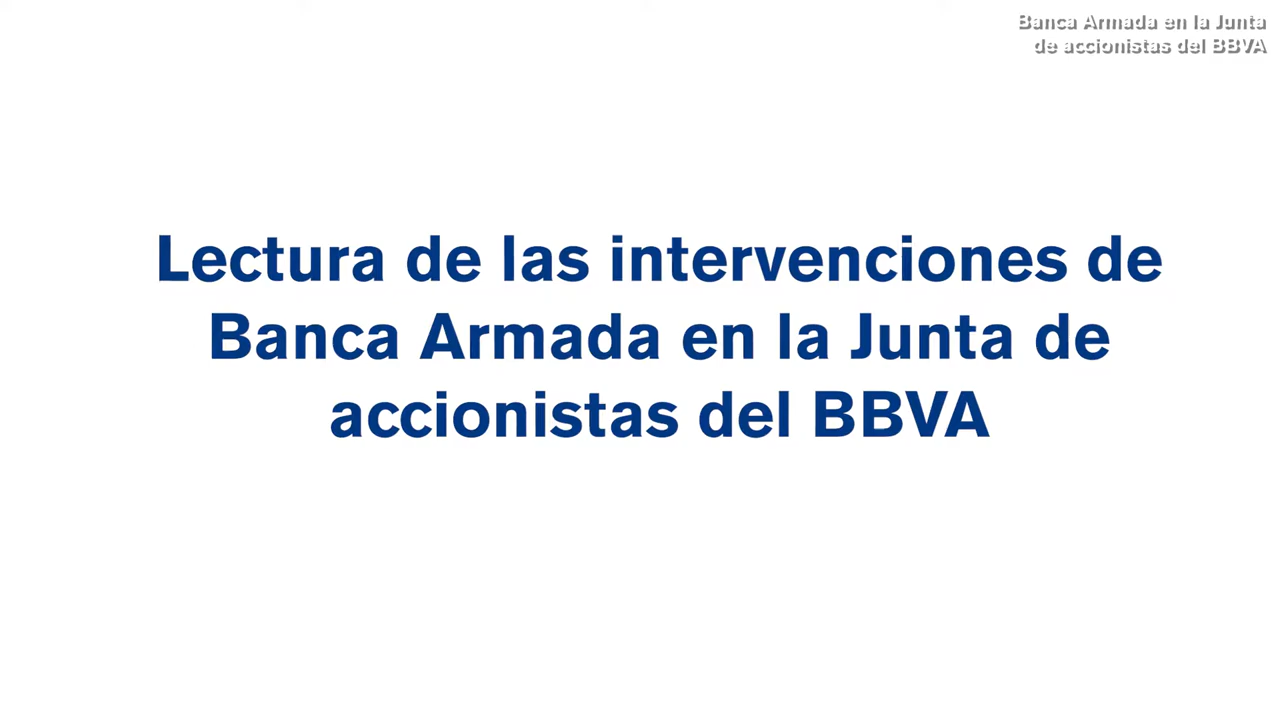 Banca Armada en la Junta
de accionistas del BBVA
Lectura de las intervenciones de
Banca Armada en la Junta de
accionistas del BBVA